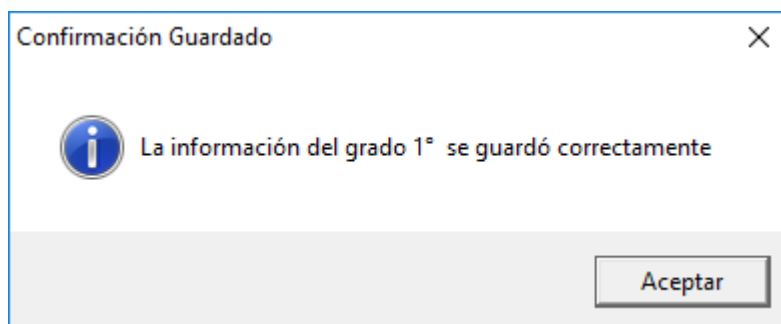 Confirmación Guardado
La información del grado 1°  se guardó correctamente
Aceptar